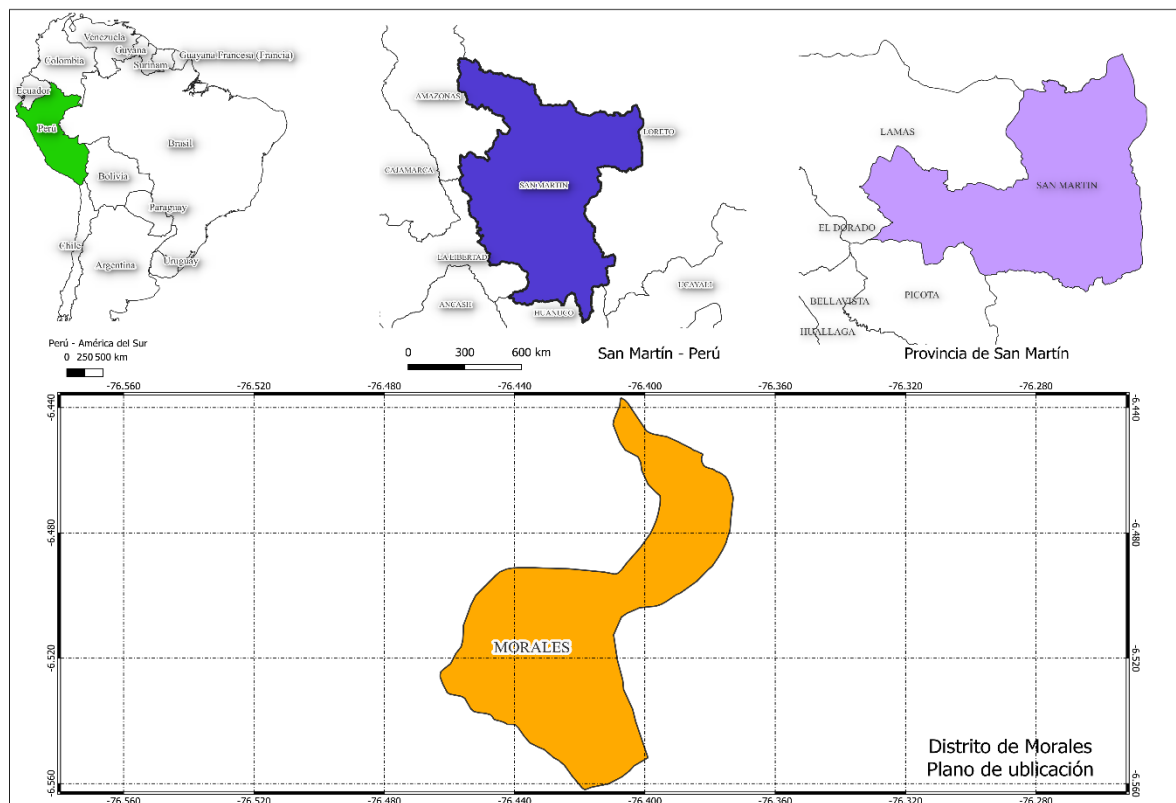 Venezuela
Guyana
Guayana Francesa (Francia)
Surinam
Colombia
Ecuador
Perú
Brasil
Bolivia
Paraguay
Chile
Argentina
Uruguay
Perú - América del Sur
0 250 500 km
AMAZONAS
LORETO
CAJAMARCA
SAN MARTIN
LA LIBERTAD
ANCASH
HUANUCO
UCAYALI
0 300 600 km
San Martín - Perú
LAMAS
SAN MARTIN
EL DORADO
BELLAVISTA
PICOTA
HUALLAGA
Provincia de San Martín
-76.560 -76.520 -76.480 -76.440 -76.400 -76.360 -76.320 -76.280
-6.440 -6.440
-6.480 -6.480
MORALES
-6.520 -6.520
Distrito de Morales
Plano de ublicación
-6.560 -6.560
-76.560 -76.520 -76.480 -76.440 -76.400 -76.360 -76.320 -76.280